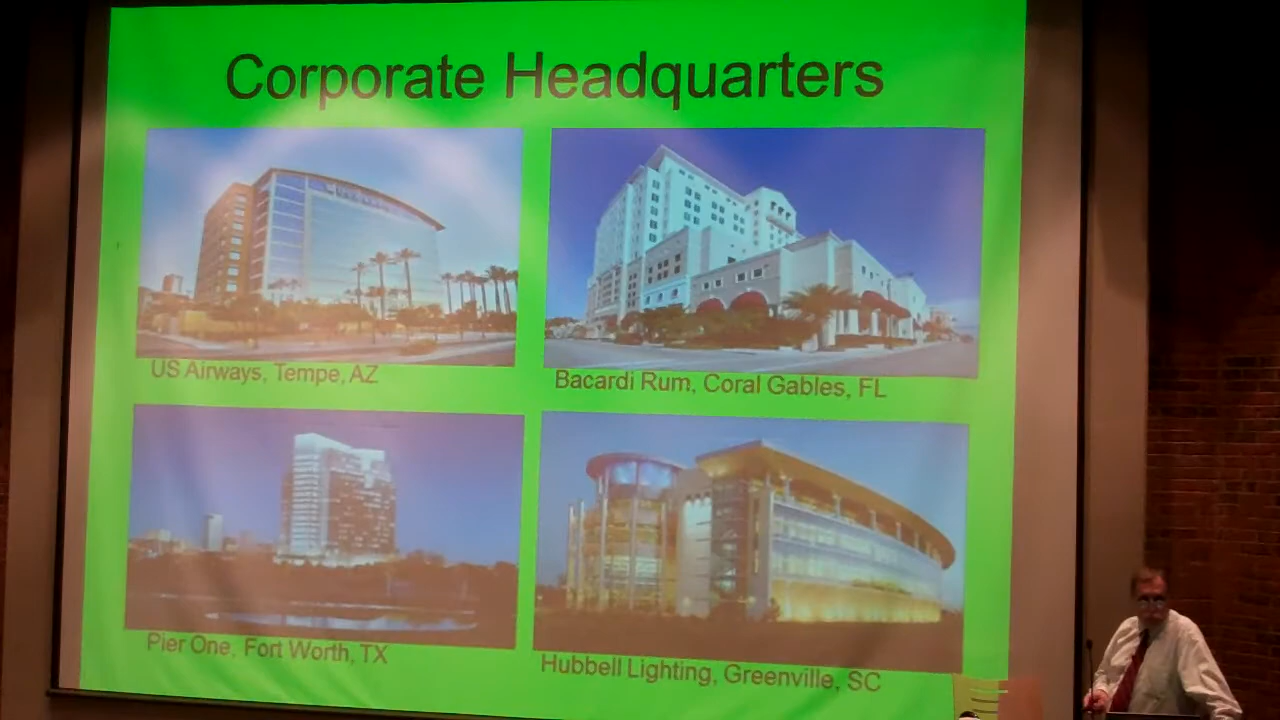 Corporate Headquarters
US Airways, Tempe, AZ
Bacardi Rum, Coral Gables, FL
Pier One, Fort Worth, TX
Hubbell Lighting, Greenville, SC